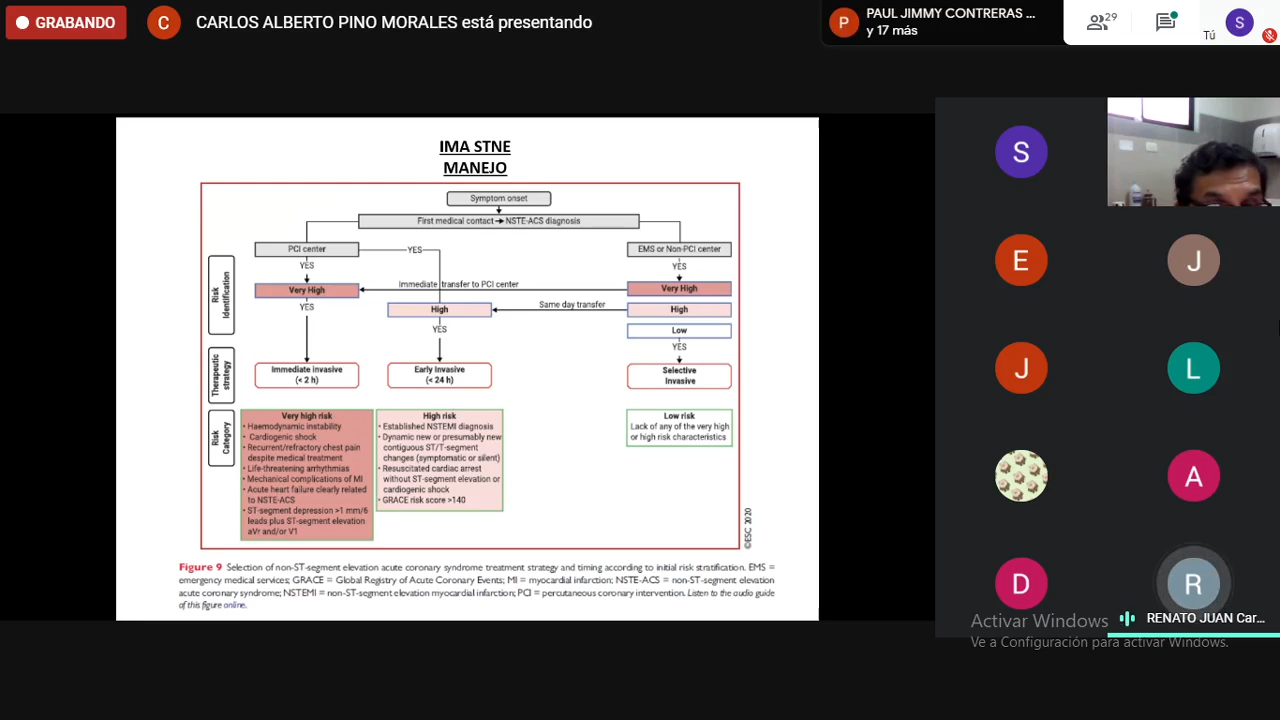 GRABANDO
C
CARLOS ALBERTO PINO MORALES está presentando
P
PAUL JIMMY CONTRERAS ...
y 17 más
29
S
Tú
IMA STNE
MANEJO
Symptom onset
First medical contact → NSTE-ACS diagnosis
PCI center
YES
EMS or Non-PCI center
YES
YES
Risk
Identification
Very High
Immediate transfer to PCI center
Very High
YES
High
Same day transfer
High
YES
Low
YES
Therapeutic
strategy
Immediate invasive
(< 2 h)
Early Invasive
(< 24 h)
Selective
Invasive
Risk
Category
Very high risk
• Haemodynamic instability
• Cardiogenic shock
• Recurrent/refractory chest pain
despite medical treatment
• Life-threatening arrhythmias
• Mechanical complications of MI
• Acute heart failure clearly related
to NSTE-ACS
• ST-segment depression >1 mm/6
leads plus ST-segment elevation
aVr and/or V1
High risk
• Established NSTEMI diagnosis
• Dynamic new or presumably new
contiguous ST/T-segment
changes (symptomatic or silent)
• Resuscitated cardiac arrest
without ST-segment elevation or
cardiogenic shock
• GRACE risk score >140
Low risk
Lack of any of the very high
or high risk characteristics
©ESC 2020
Figure 9 Selection of non-ST-segment elevation acute coronary syndrome treatment strategy and timing according to initial risk stratification. EMS =
emergency medical services; GRACE = Global Registry of Acute Coronary Events; MI = myocardial infarction; NSTE-ACS = non-ST-segment elevation
acute coronary syndrome; NSTEMI = non-ST-segment elevation myocardial infarction; PCI = percutaneous coronary intervention. Listen to the audio guide
of this figure online.
S
E
J
J
L
A
D
R
RENATO JUAN Car...
Activar Windows
Ve a Configuración para activar Windows.